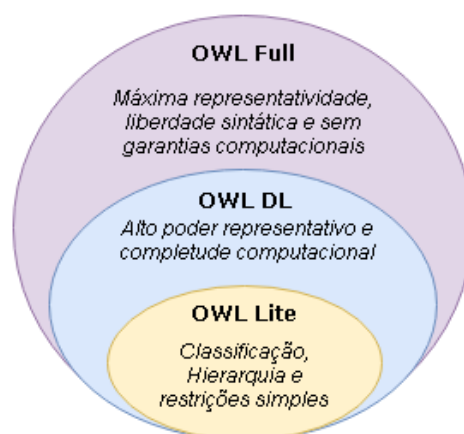 OWL Full
Máxima representatividade,
liberdade sintática e sem
garantias computacionais
OWL DL
Alto poder representativo e
completude computacional
OWL Lite
Classificação,
Hierarquia e
restrições simples